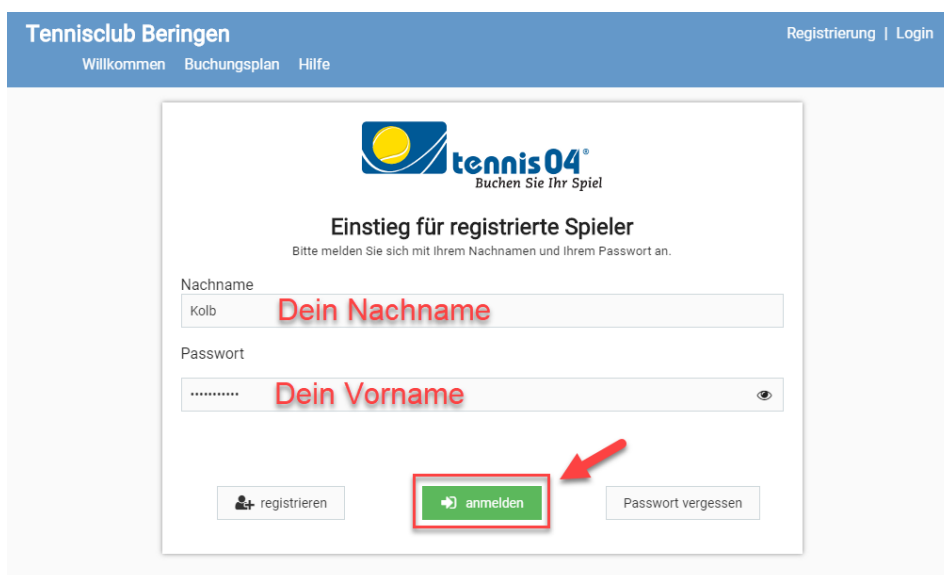 Tennisclub Beringen
Registrierung | Login
Willkommen Buchungsplan Hilfe
tennis04®
Buchen Sie Ihr Spiel
Einstieg für registrierte Spieler
Bitte melden Sie sich mit Ihrem Nachnamen und Ihrem Passwort an.
Nachname
Kolb Dein Nachname
Passwort
••••••••••• Dein Vorname
registrieren anmelden Passwort vergessen